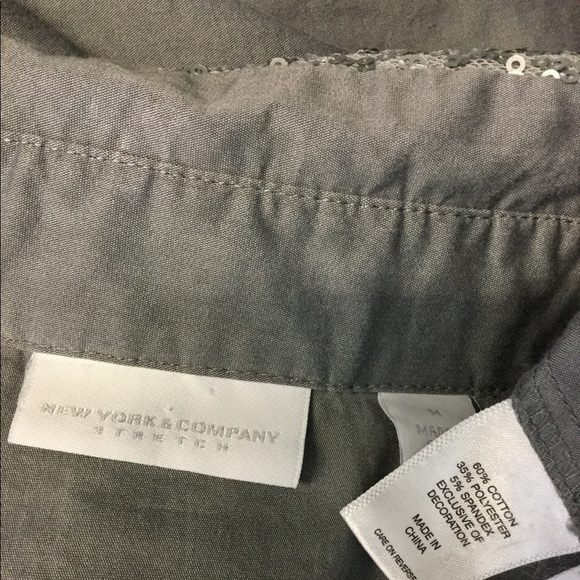 NEW YORK & COMPANY
STRETCH
M
MADE
60% COTTON
35% POLYESTER
5% SPANDEX
EXCLUSIVE OF
DECORATION
MADE IN
CHINA
CARE ON REVERSE